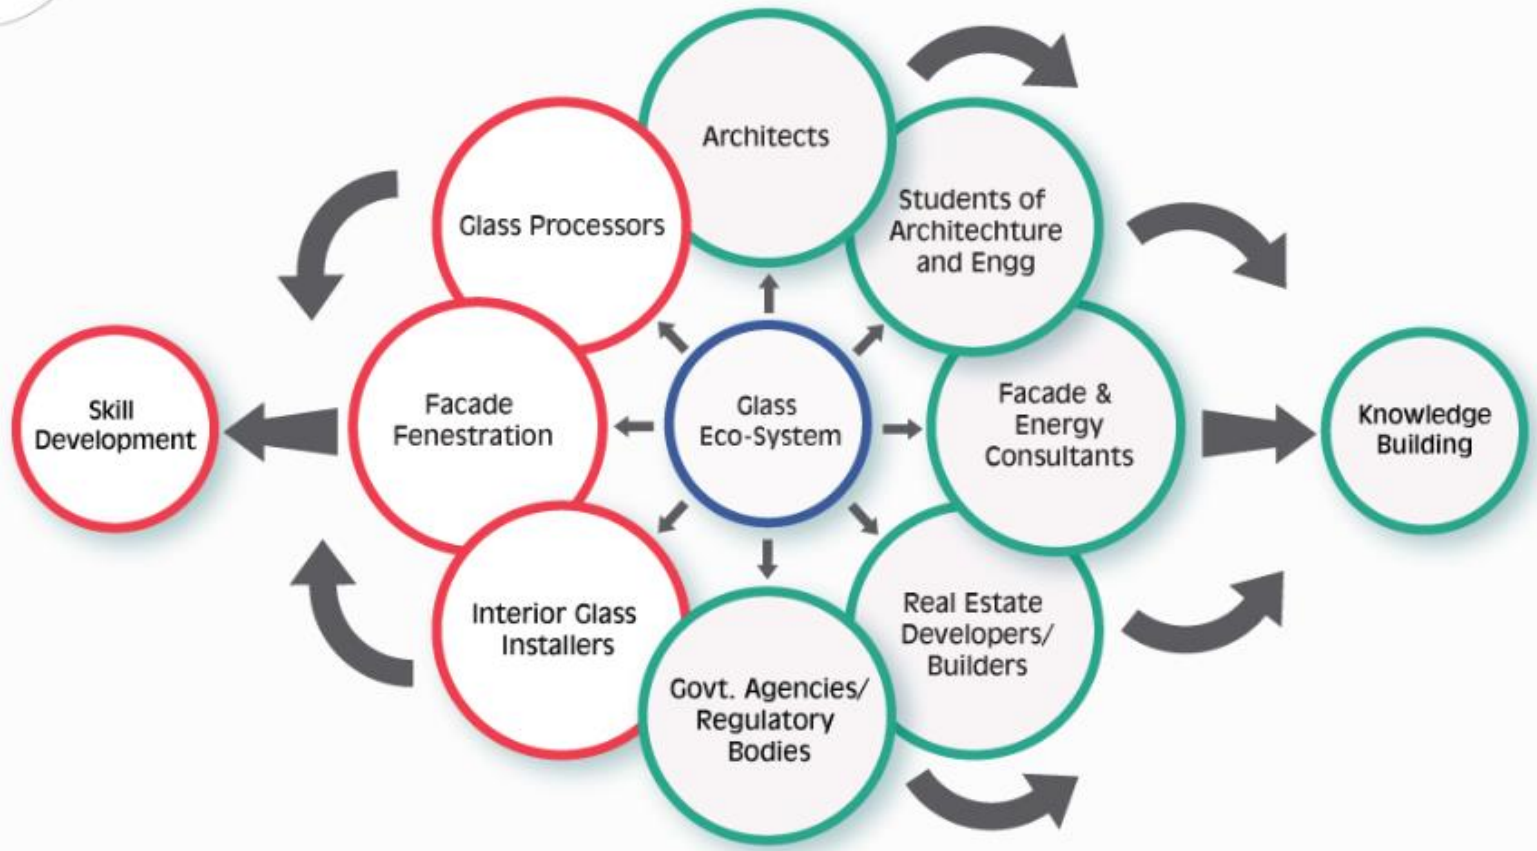 Architects
Glass Processors
Students of
Architechture
and Engg
Skill
Development
Facade
Fenestration
Glass
Eco-System
Facade &
Energy
Consultants
Knowledge
Building
Interior Glass
Installers
Real Estate
Developers/
Builders
Govt. Agencies/
Regulatory
Bodies